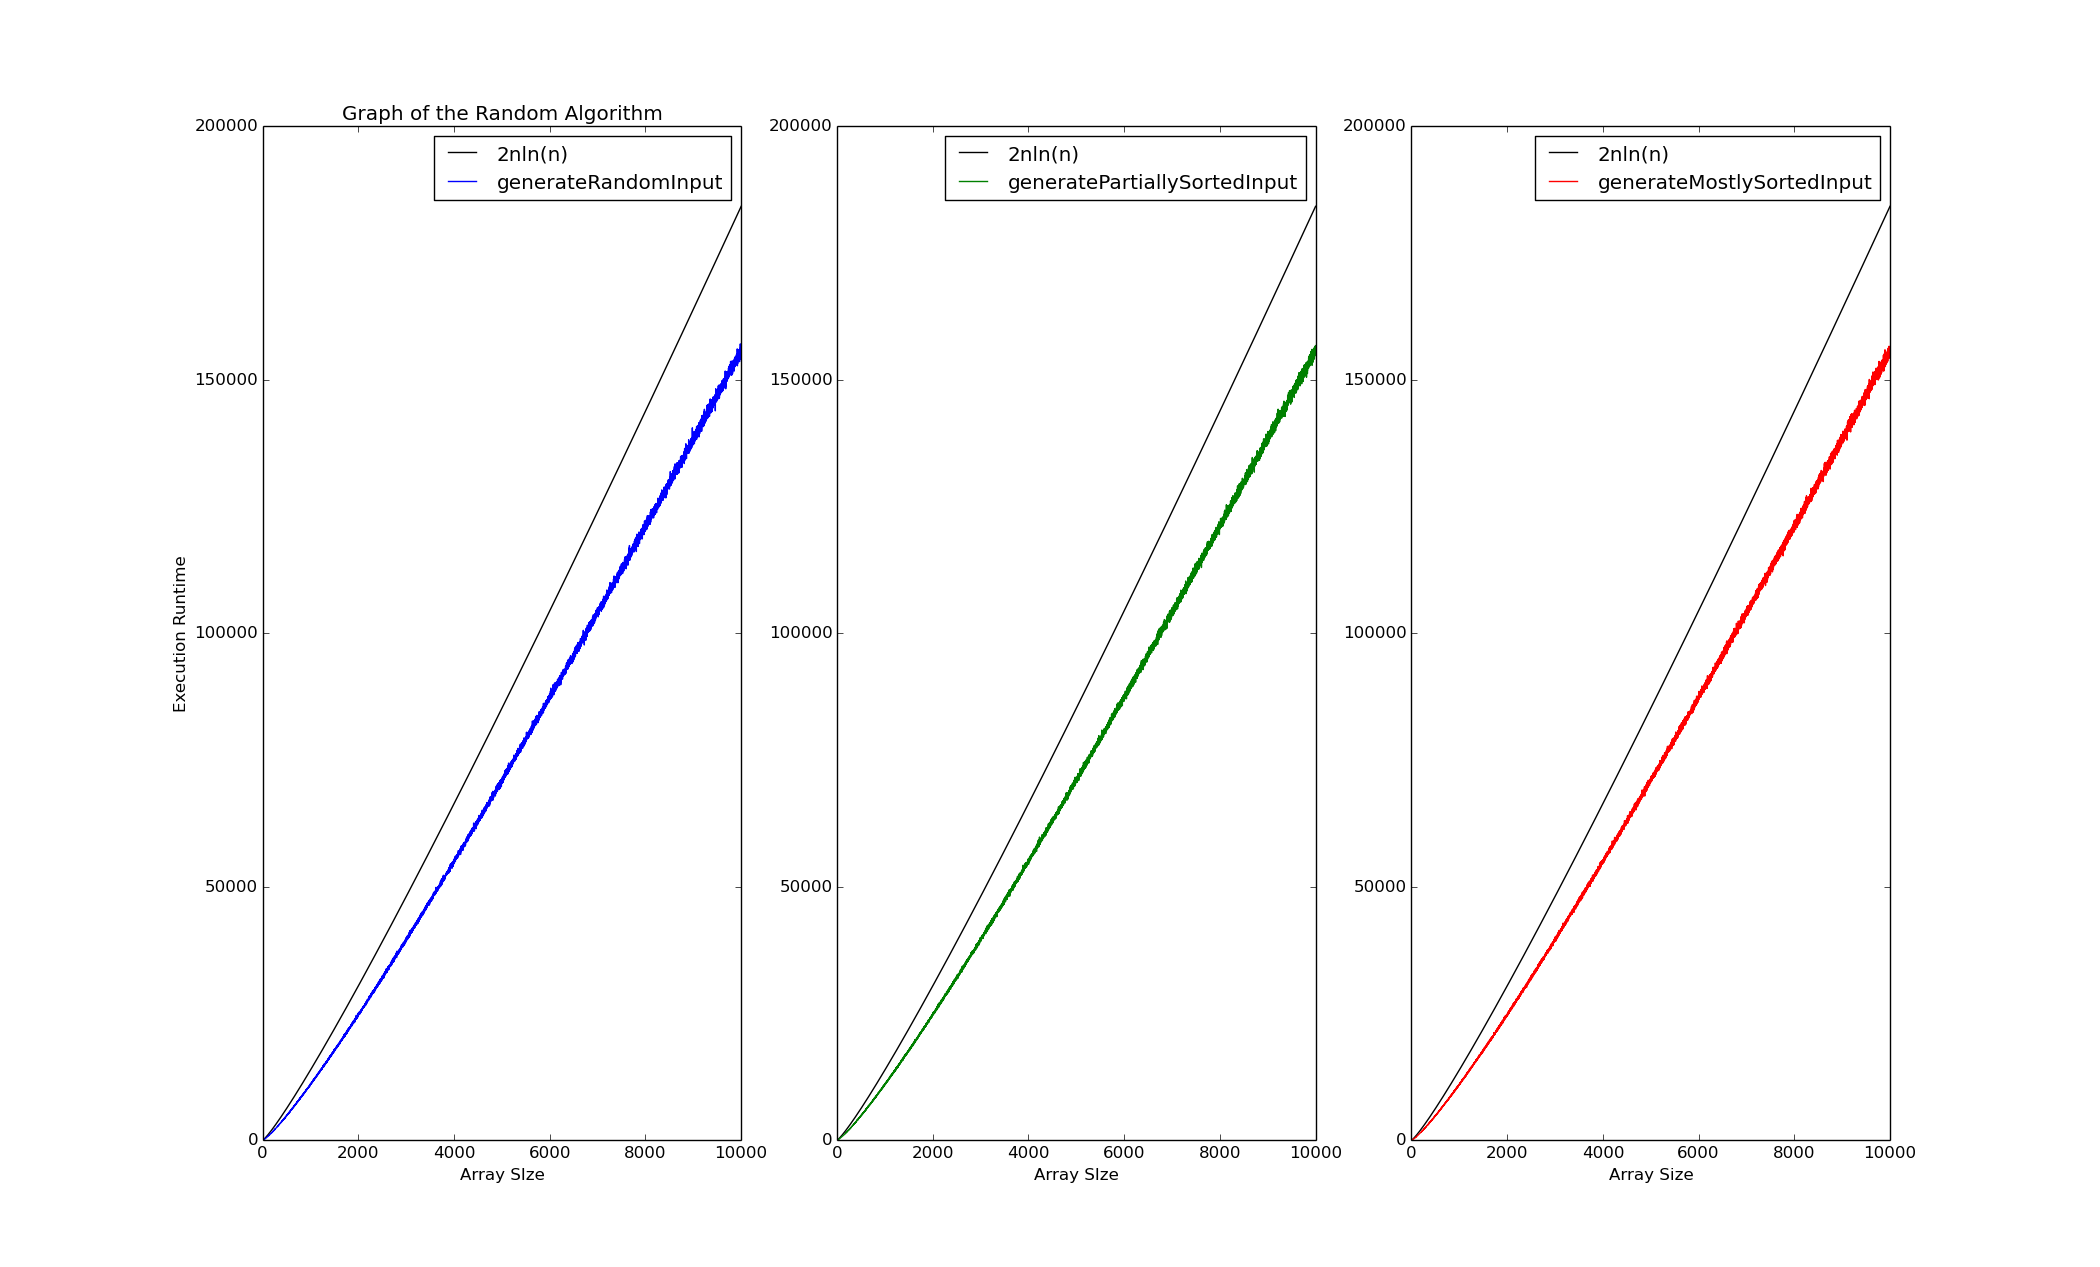 Graph of the Random Algorithm
200000
150000
100000
50000
0
Execution Runtime
2nln(n)
generateRandomInput
0 2000 4000 6000 8000 10000
Array SIze
200000
150000
100000
50000
0
2nln(n)
generatePartiallySortedInput
0 2000 4000 6000 8000 10000
Array SIze
200000
150000
100000
50000
0
2nln(n)
generateMostlySortedInput
0 2000 4000 6000 8000 10000
Array Size